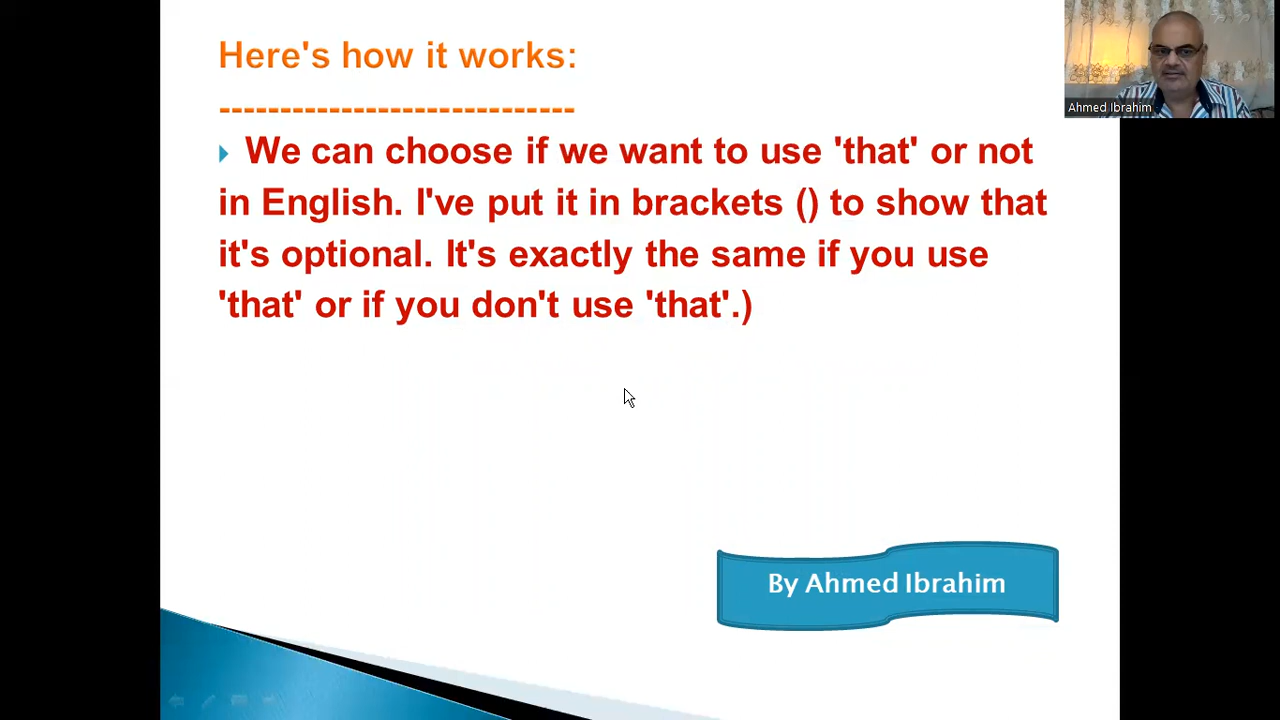 Here's how it works:
-----------------------------
We can choose if we want to use 'that' or not
in English. I've put it in brackets () to show that
it's optional. It's exactly the same if you use
'that' or if you don't use 'that'.)
By Ahmed Ibrahim
Ahmed Ibrahim